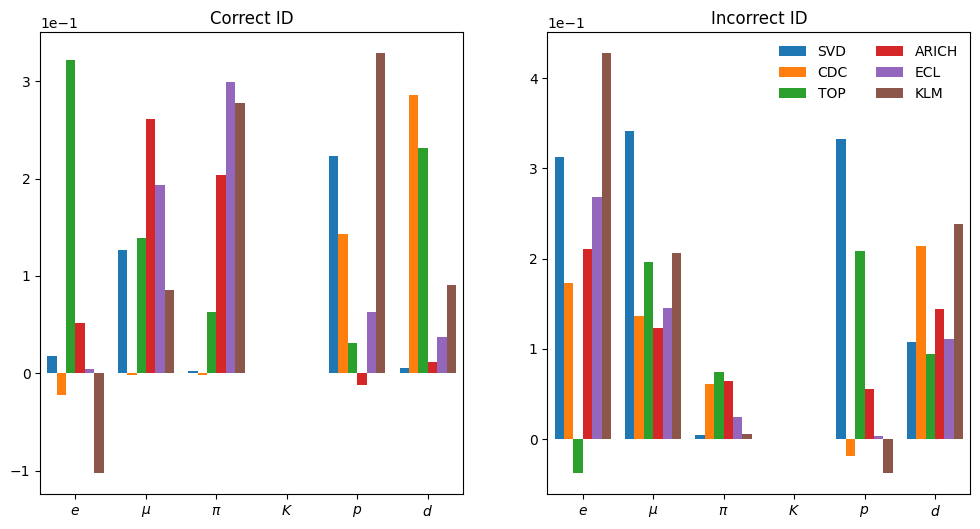 Correct ID
1e−1
3
2
1
0
−1
e μ π K p d
Incorrect ID
1e−1
4
3
2
1
0
SVD ARICH
CDC ECL
TOP KLM
e μ π K p d